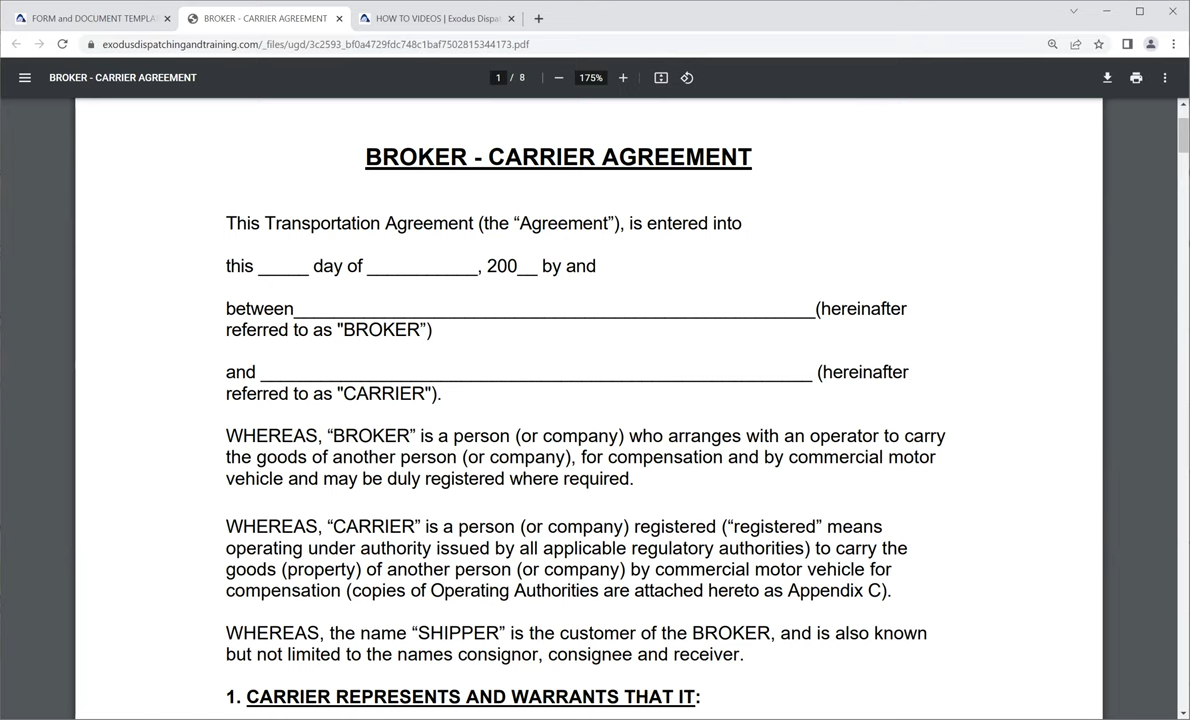 FORM and DOCUMENT TEMPLA
BROKER - CARRIER AGREEMENT
HOW TO VIDEOS | Exodus Dispat
exodusdispatchingandtraining.com/_files/ugd/3c2593_bf0a4729fdc748c1baf7502815344173.pdf
BROKER - CARRIER AGREEMENT
1 / 8
175%
BROKER - CARRIER AGREEMENT
This Transportation Agreement (the “Agreement”), is entered into
this _____ day of ___________, 200__ by and
between____________________________________________________(hereinafter
referred to as "BROKER”)
and _______________________________________________________ (hereinafter
referred to as "CARRIER").
WHEREAS, “BROKER” is a person (or company) who arranges with an operator to carry
the goods of another person (or company), for compensation and by commercial motor
vehicle and may be duly registered where required.
WHEREAS, “CARRIER” is a person (or company) registered (“registered” means
operating under authority issued by all applicable regulatory authorities) to carry the
goods (property) of another person (or company) by commercial motor vehicle for
compensation (copies of Operating Authorities are attached hereto as Appendix C).
WHEREAS, the name “SHIPPER” is the customer of the BROKER, and is also known
but not limited to the names consignor, consignee and receiver.
1. CARRIER REPRESENTS AND WARRANTS THAT IT: